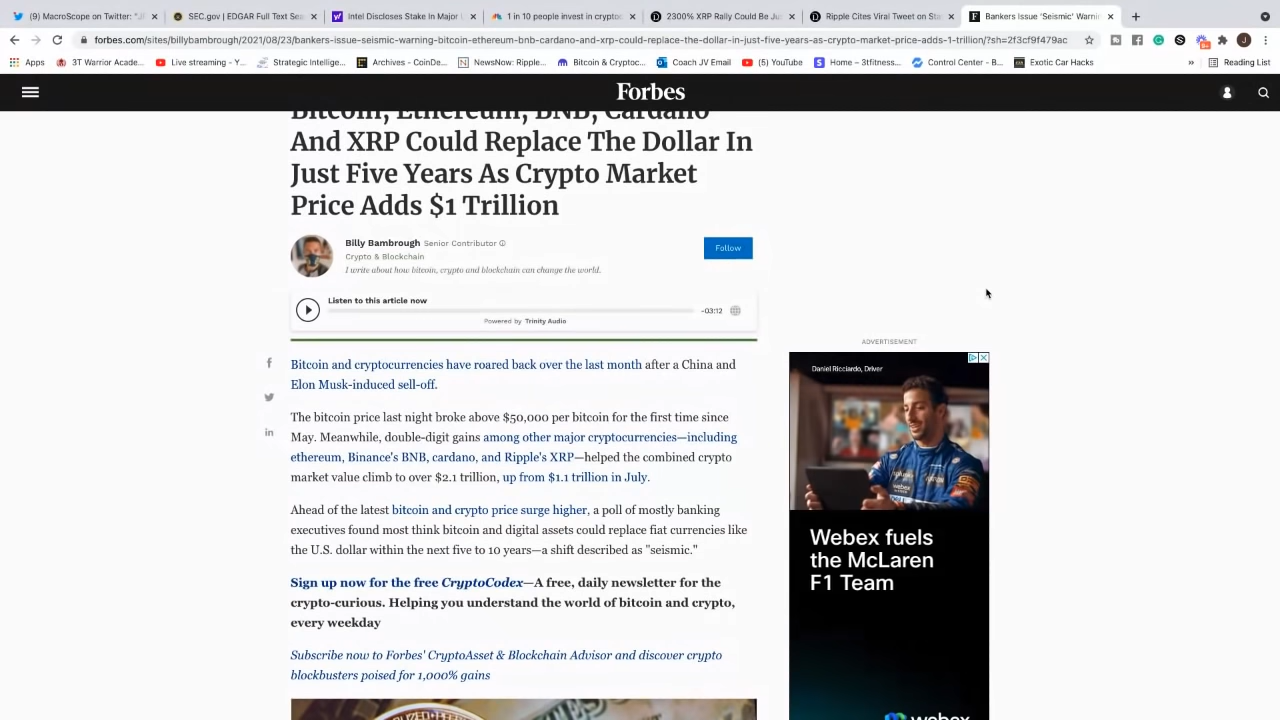 MacroScope on Twitter: "JF
SEC.gov | EDGAR Full Text Sea
Intel Discloses Stake In Major U
1 in 10 people invest in cryptoc
2300% XRP Rally Could Be Jus
Ripple Cites Viral Tweet on Sta
Bankers Issue 'Seismic' Warnin
forbes.com/sites/billybambrough/2021/08/23/bankers-issue-seismic-warning-bitcoin-ethereum-bnb-cardano-and-xrp-could-replace-the-dollar-in-just-five-years-as-crypto-market-price-adds-1-trillion/?sh=2f3cf9f479ac
Apps
3T Warrior Acade...
Live streaming - Y...
Strategic Intellige...
Archives - CoinDe...
NewsNow: Ripple...
Bitcoin & Cryptoc...
Coach JV Email
(5) YouTube
Home – 3tfitness...
Control Center - B...
Exotic Car Hacks
»
Reading List
Forbes
Bitcoin, Ethereum, BNB, Cardano
And XRP Could Replace The Dollar In
Just Five Years As Crypto Market
Price Adds $1 Trillion
Billy Bambrough Senior Contributor
Crypto & Blockchain
I write about how bitcoin, crypto and blockchain can change the world.
Follow
Listen to this article now
-03:12
Powered by Trinity Audio
Bitcoin and cryptocurrencies have roared back over the last month after a China and
Elon Musk-induced sell-off.
The bitcoin price last night broke above $50,000 per bitcoin for the first time since
May. Meanwhile, double-digit gains among other major cryptocurrencies—including
ethereum, Binance's BNB, cardano, and Ripple's XRP—helped the combined crypto
market value climb to over $2.1 trillion, up from $1.1 trillion in July.
Ahead of the latest bitcoin and crypto price surge higher, a poll of mostly banking
executives found most think bitcoin and digital assets could replace fiat currencies like
the U.S. dollar within the next five to 10 years—a shift described as "seismic."
Sign up now for the free CryptoCodex—A free, daily newsletter for the
crypto-curious. Helping you understand the world of bitcoin and crypto,
every weekday
Subscribe now to Forbes' CryptoAsset & Blockchain Advisor and discover crypto
blockbusters poised for 1,000% gains
ADVERTISEMENT
Daniel Ricciardo, Driver
Webex fuels
the McLaren
F1 Team
webex